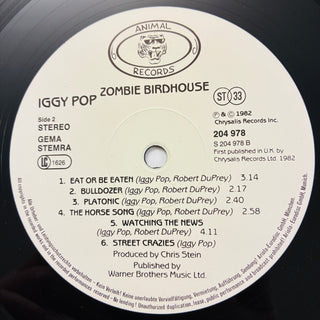 ANIMAL
RECORDS
ZOMBIE BIRDHOUSE
IGGY POP
Side 2
STEREO
GEMA
STEMRA
LC 1626
ST 33
℗ & © 1982
Chrysalis Records Inc.
204 978
S 204 978 B
First published in U.K. by
Chrysalis Records Ltd. 1982
1. EAT OR BE EATEN (Iggy Pop, Robert DuPrey) 3.14
2. BULLDOZER (Iggy Pop, Robert DuPrey) 2.17
3. PLATONIC (Iggy Pop, Robert DuPrey) 2.40
4. THE HORSE SONG (Iggy Pop, Robert DuPrey) 2.58
5. WATCHING THE NEWS
(Iggy Pop, Robert DuPrey) 4.11
6. STREET CRAZIES (Iggy Pop)
Produced by Chris Stein
Published by
Warner Brothers Music Ltd.